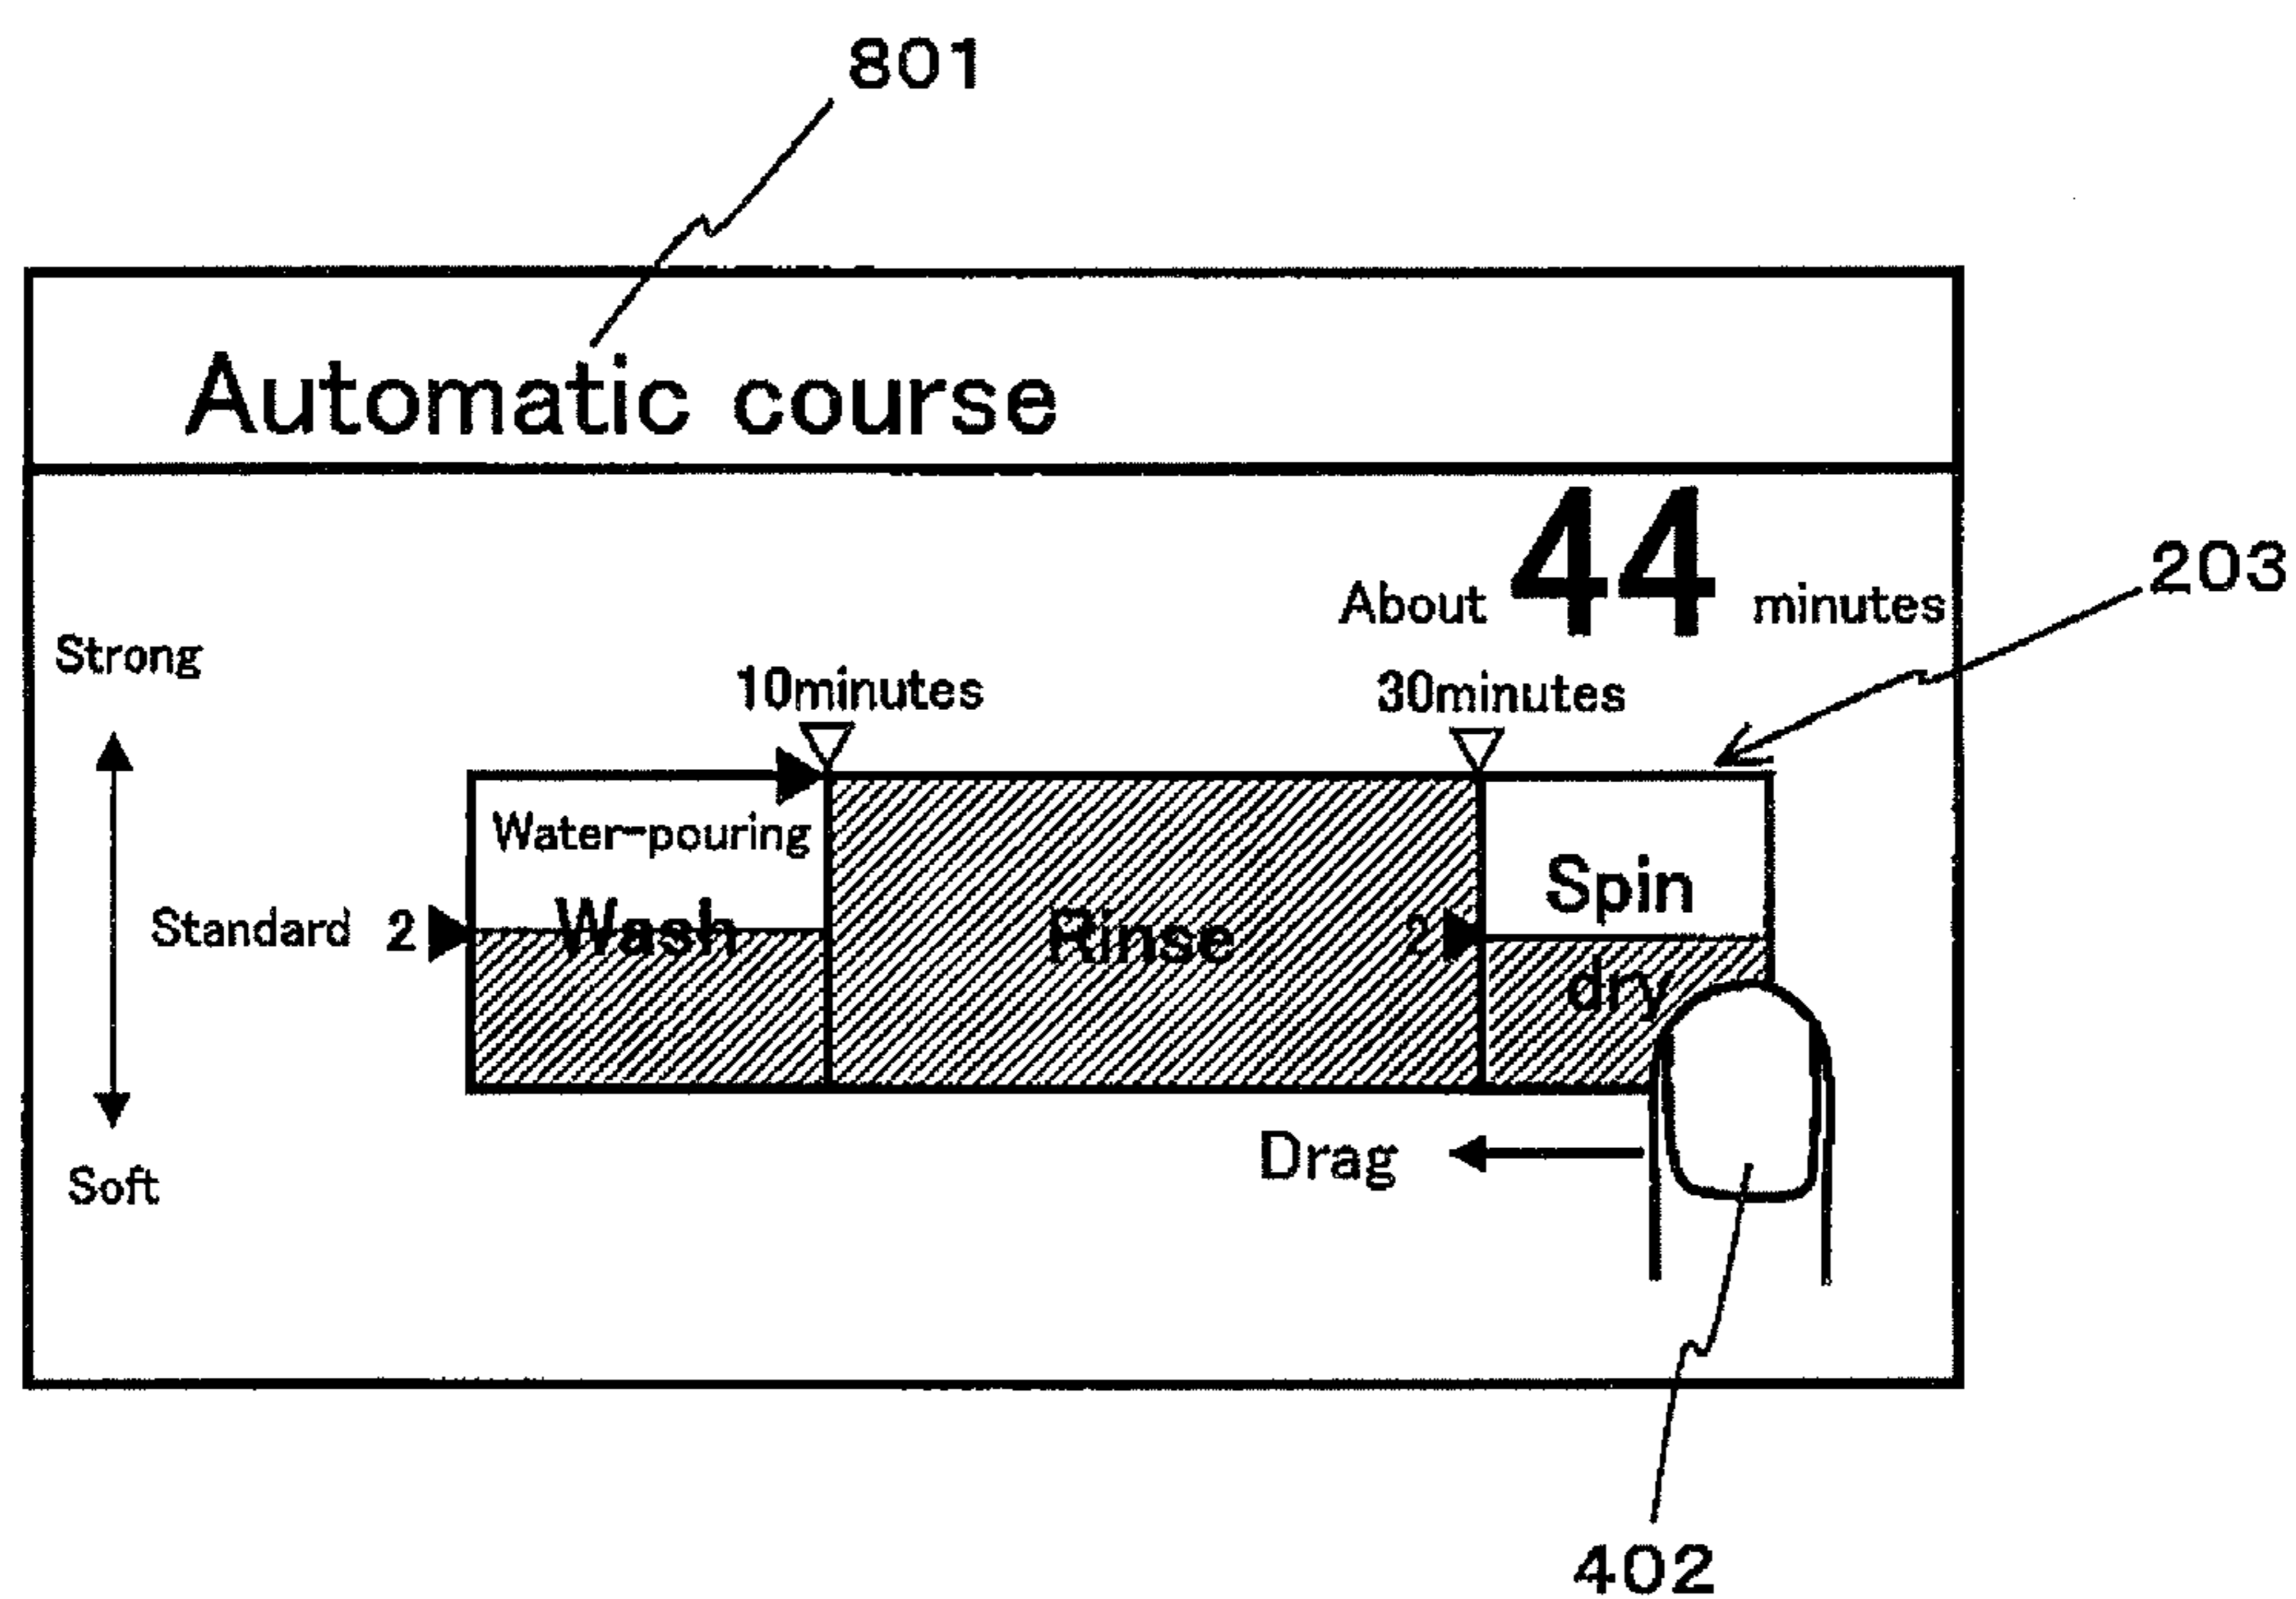 801
Automatic course
About 44 minutes
203
Strong
10minutes
30minutes
Water-pouring
Spin
Standard 2
Wash
Rinse
2
dry
Drag
Soft
402